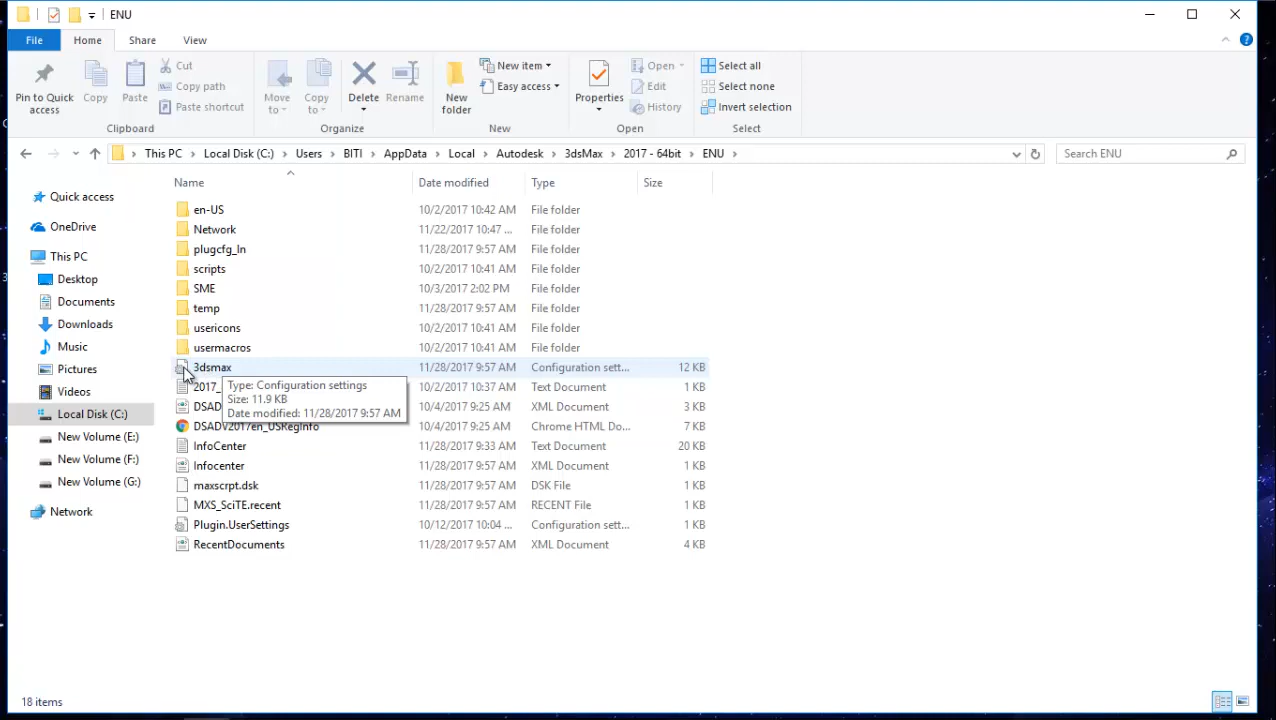 ENU
File Home Share View
Pin to Quick access
Copy
Paste
Cut
Copy path
Paste shortcut
Clipboard
Move to
Copy to
Delete
Rename
Organize
New folder
New item
Easy access
New
Properties
Open
Edit
History
Open
Select all
Select none
Invert selection
Select
This PC > Local Disk (C:) > Users > BITI > AppData > Local > Autodesk > 3dsMax > 2017 - 64bit > ENU >
Search ENU
Quick access
OneDrive
This PC
Desktop
Documents
Downloads
Music
Pictures
Videos
Local Disk (C:)
New Volume (E:)
New Volume (F:)
New Volume (G:)
Network
Name Date modified Type Size
en-US 10/2/2017 10:42 AM File folder
Network 11/22/2017 10:47 ... File folder
plugcfg_ln 11/28/2017 9:57 AM File folder
scripts 10/2/2017 10:41 AM File folder
SME 10/3/2017 2:02 PM File folder
temp 11/28/2017 9:57 AM File folder
usericons 10/2/2017 10:41 AM File folder
usermacros 10/2/2017 10:41 AM File folder
3dsmax 11/28/2017 9:57 AM Configuration sett... 12 KB
2017_ 10/2/2017 10:37 AM Text Document 1 KB
DSAD 10/4/2017 9:25 AM XML Document 3 KB
DSADV2017en_USRegInfo 10/4/2017 9:25 AM Chrome HTML Do... 7 KB
InfoCenter 11/28/2017 9:33 AM Text Document 20 KB
Infocenter 11/28/2017 9:57 AM XML Document 1 KB
maxscrpt.dsk 11/28/2017 9:57 AM DSK File 1 KB
MXS_SciTE.recent 11/28/2017 9:57 AM RECENT File 1 KB
Plugin.UserSettings 10/12/2017 10:04 ... Configuration sett... 1 KB
RecentDocuments 11/28/2017 9:57 AM XML Document 4 KB
Type: Configuration settings
Size: 11.9 KB
Date modified: 11/28/2017 9:57 AM
18 items